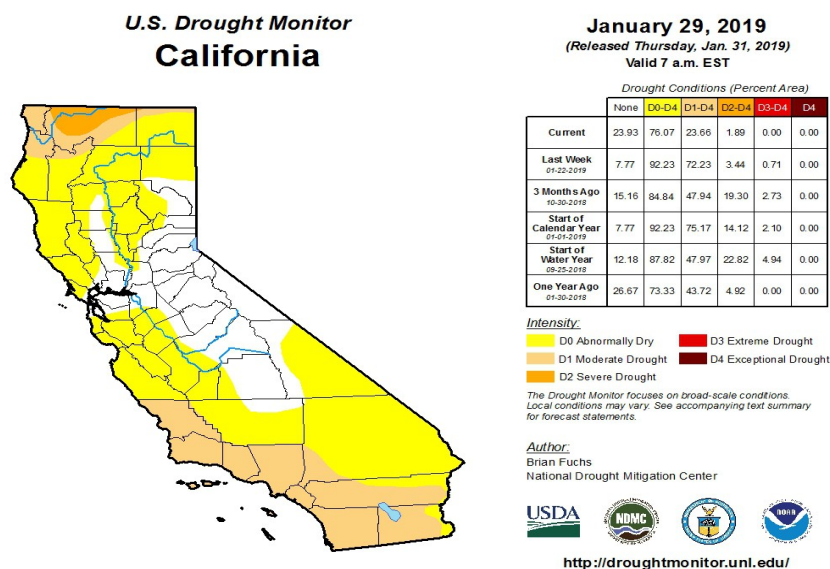 U.S. Drought Monitor
California
January 29, 2019
(Released Thursday, Jan. 31, 2019)
Valid 7 a.m. EST
Drought Conditions (Percent Area)
None D0-D4 D1-D4 D2-D4 D3-D4 D4
Current 23.93 76.07 23.66 1.89 0.00 0.00
Last Week
01-22-2019
7.77 92.23 72.23 3.44 0.71 0.00
3 Months Ago
10-30-2018
15.16 84.84 47.94 19.30 2.73 0.00
Start of
Calendar Year
01-01-2019
7.77 92.23 75.17 14.12 2.10 0.00
Start of
Water Year
09-25-2018
12.18 87.82 47.97 22.82 4.94 0.00
One Year Ago
01-30-2018
26.67 73.33 43.72 4.92 0.00 0.00
Intensity:
D0 Abnormally Dry
D1 Moderate Drought
D2 Severe Drought
D3 Extreme Drought
D4 Exceptional Drought
The Drought Monitor focuses on broad-scale conditions.
Local conditions may vary. See accompanying text summary
for forecast statements.
Author:
Brian Fuchs
National Drought Mitigation Center
USDA
NDMC
NOAA
http://droughtmonitor.unl.edu/